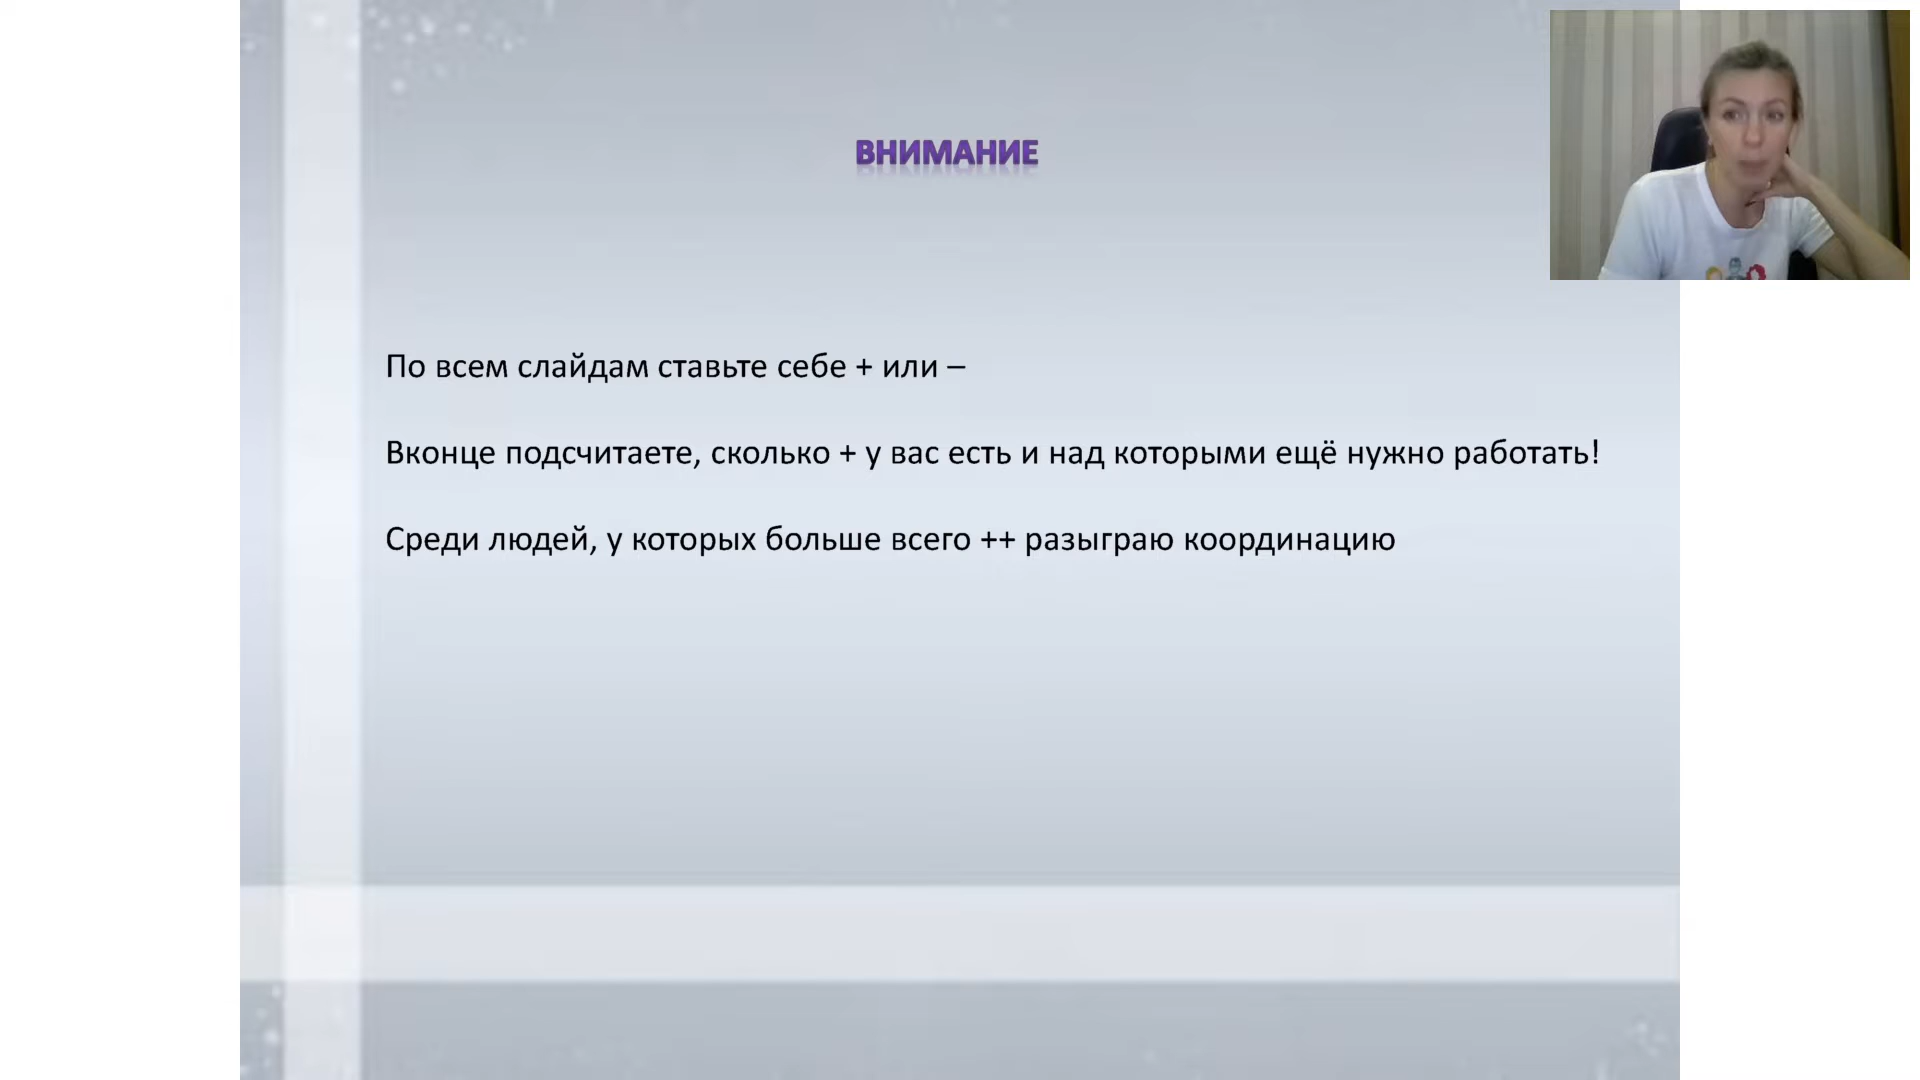 ВНИМАНИЕ
По всем слайдам ставьте себе + или –
Вконце подсчитаете, сколько + у вас есть и над которыми ещё нужно работать!
Среди людей, у которых больше всего ++ разыграю координацию